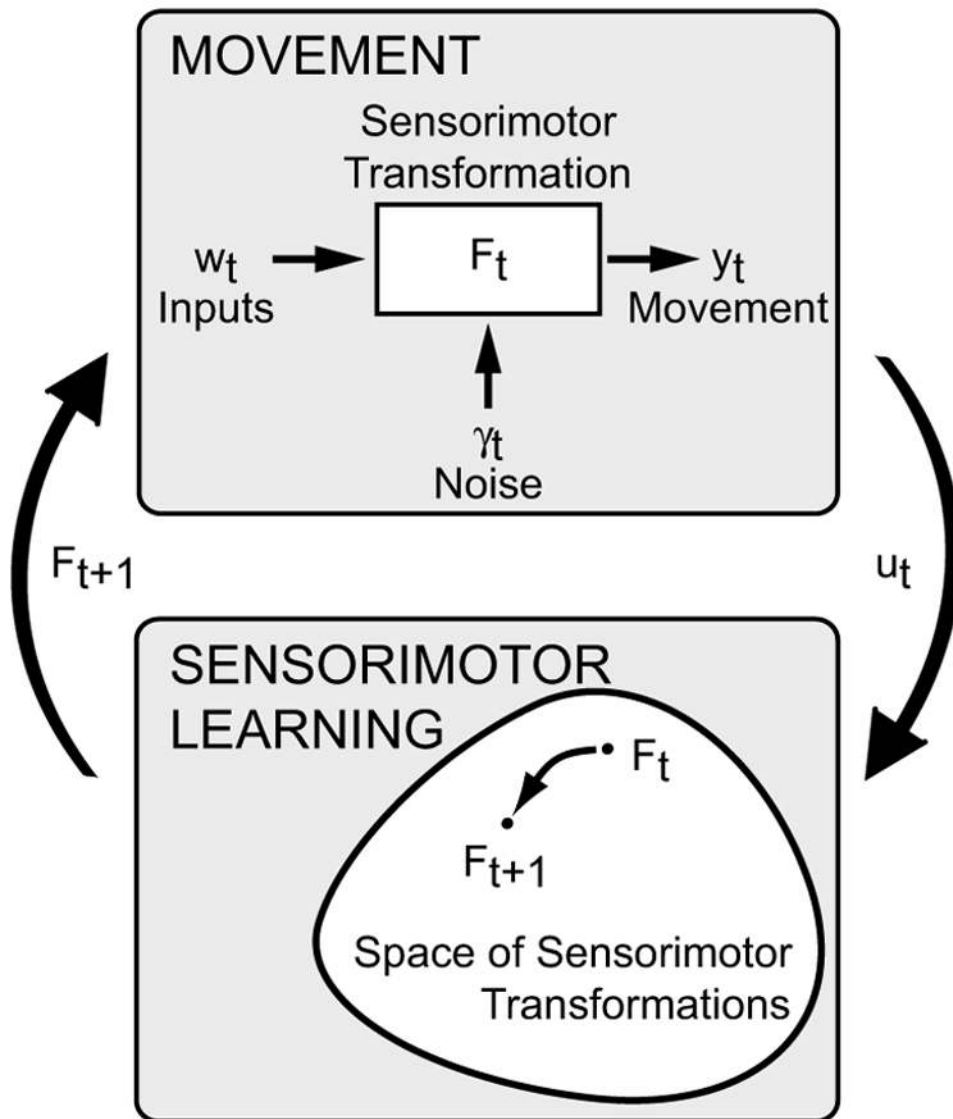 MOVEMENT
Sensorimotor
Transformation
wt
Inputs
Ft
yt
Movement
γt
Noise
Ft+1
ut
SENSORIMOTOR
LEARNING
Ft
Ft+1
Space of Sensorimotor
Transformations